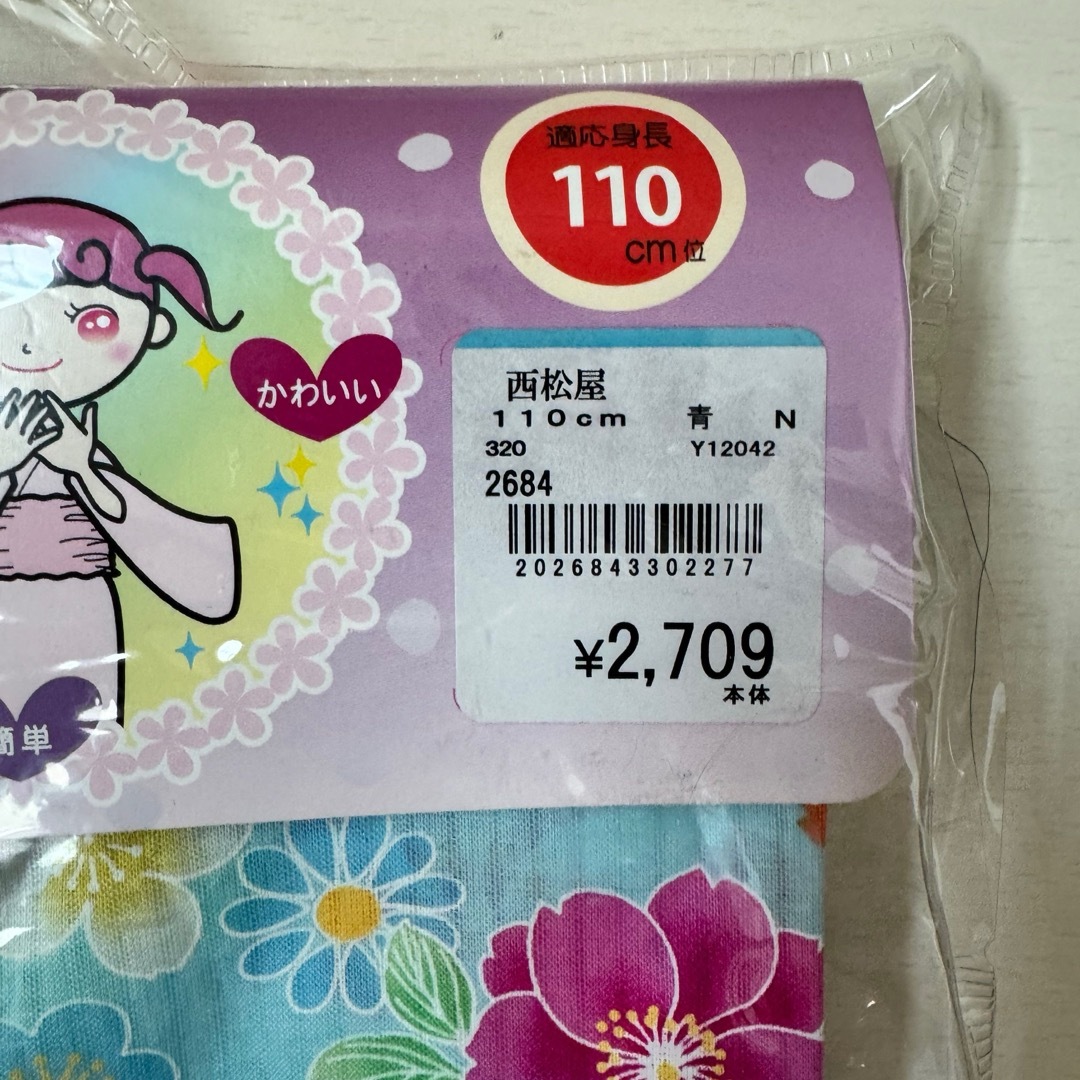 適応身長
110
cm位
かわいい
西松屋
110cm 青 N
320 Y12042
2684
2026843302277
¥2,709
本体
簡単